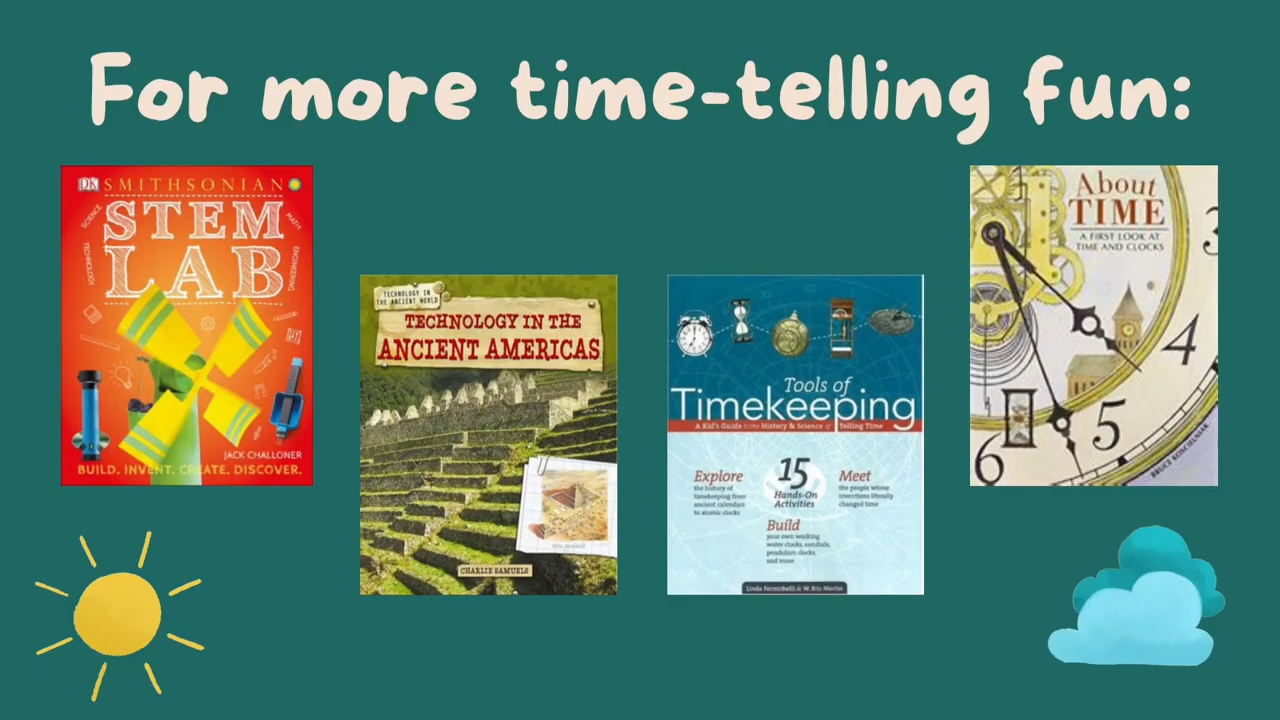 For more time-telling fun:
DK SMITHSONIAN
STEM
LAB
SCIENCE
MATH
TECHNOLOGY
ENGINEERING
JACK CHALLONER
BUILD. INVENT. CREATE. DISCOVER.
TECHNOLOGY IN
THE ANCIENT WORLD
TECHNOLOGY IN THE
ANCIENT AMERICAS
CHARLIE SAMUELS
Tools of
Timekeeping
A Kid's Guide to the History & Science of Telling Time
Explore
the history of
timekeeping from
ancient calendars
to atomic clocks
15
Hands-On
Activities
Meet
the people whose
inventions literally
changed time
Build
your own working
water clocks, sundials,
pendulum clocks,
and more
Linda Formichelli & W. Eric Martin
About
TIME
A FIRST LOOK AT
TIME AND CLOCKS
3
4
5
6
BRUCE KOSCIELNIAK